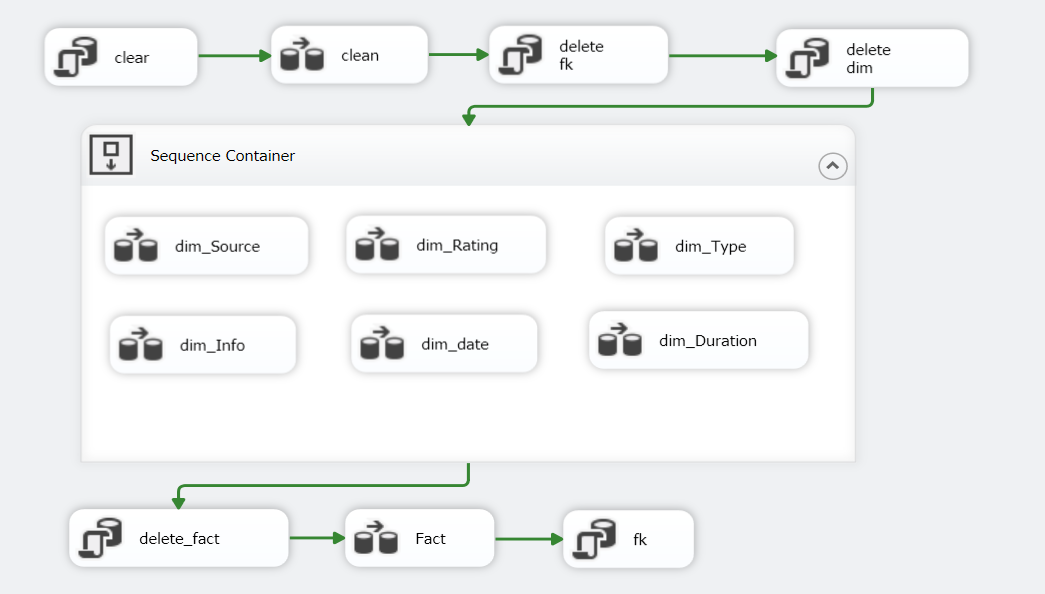 clear
clean
delete
fk
delete
dim
Sequence Container
dim_Source
dim_Rating
dim_Type
dim_Info
dim_date
dim_Duration
delete_fact
Fact
fk